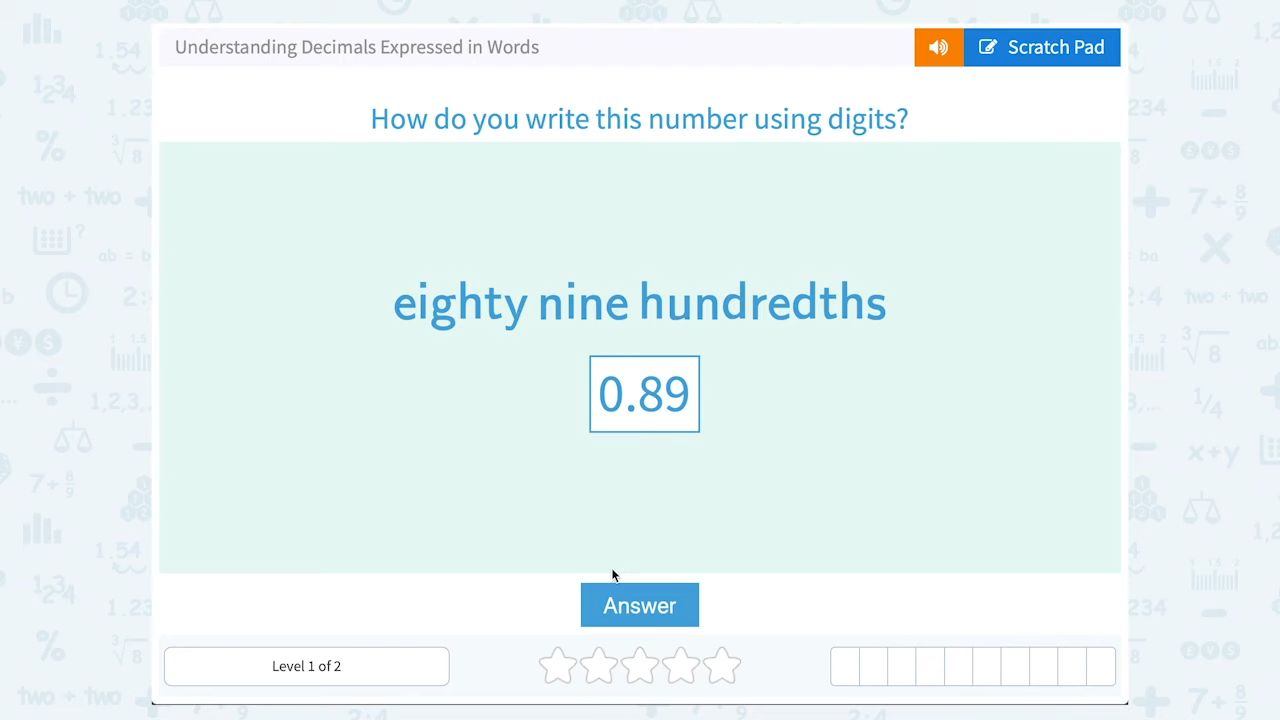 Understanding Decimals Expressed in Words
Scratch Pad
How do you write this number using digits?
eighty nine hundredths
0.89
Answer
Level 1 of 2